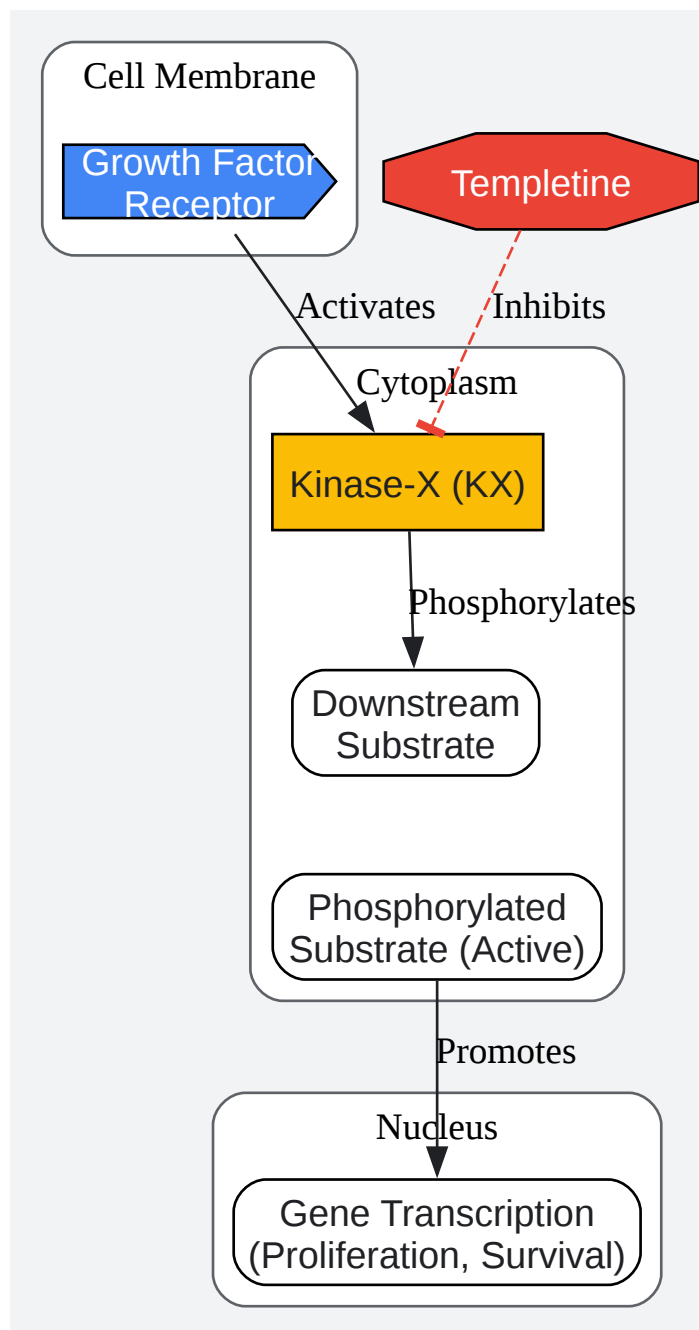 Cell Membrane
Growth Factor
Receptor
Templetine
Activates
Inhibits
Cytoplasm
Kinase-X (KX)
Phosphorylates
Downstream
Substrate
Phosphorylated
Substrate (Active)
Promotes
Nucleus
Gene Transcription
(Proliferation, Survival)